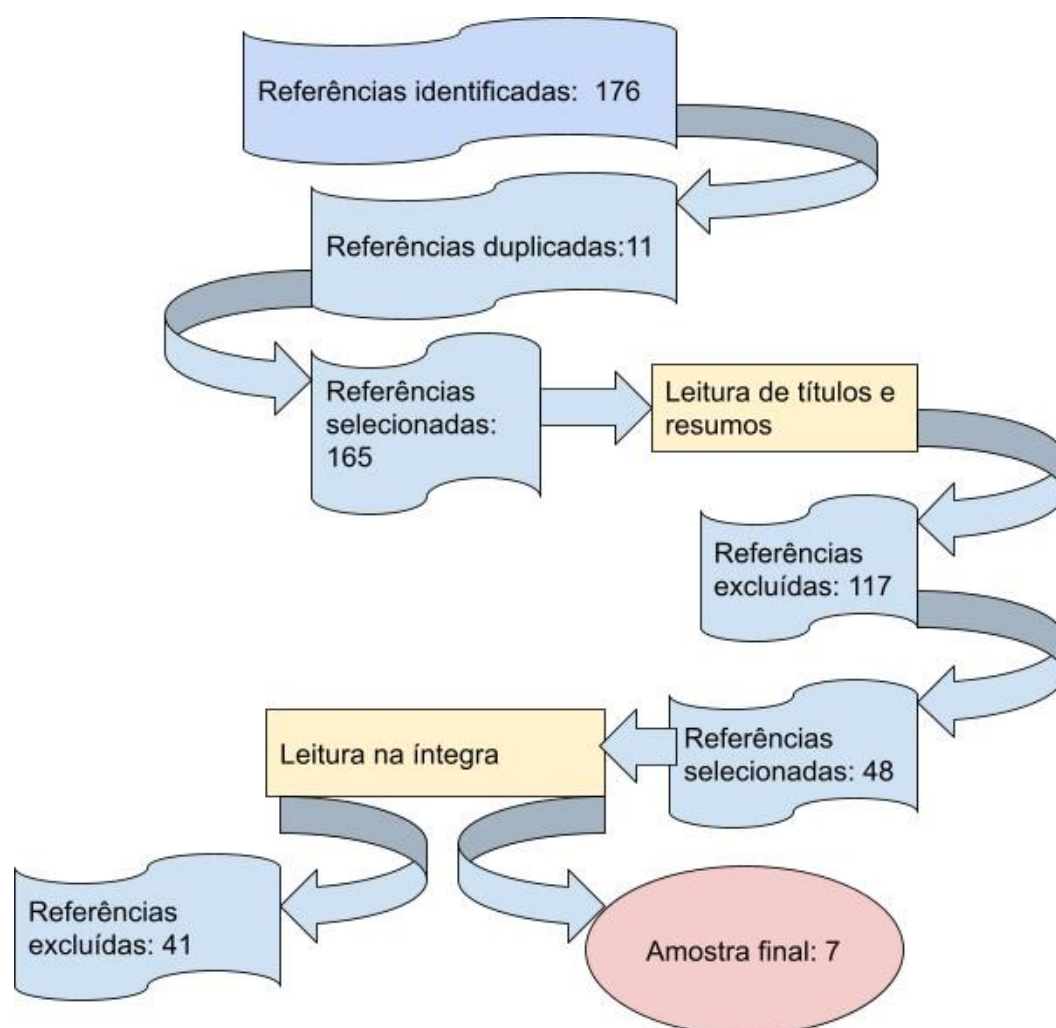 Referências identificadas:  176
Referências duplicadas:11
Referências
selecionadas:
165
Leitura de títulos e
resumos
Referências
excluídas: 117
Referências
selecionadas: 48
Leitura na íntegra
Referências
excluídas: 41
Amostra final: 7